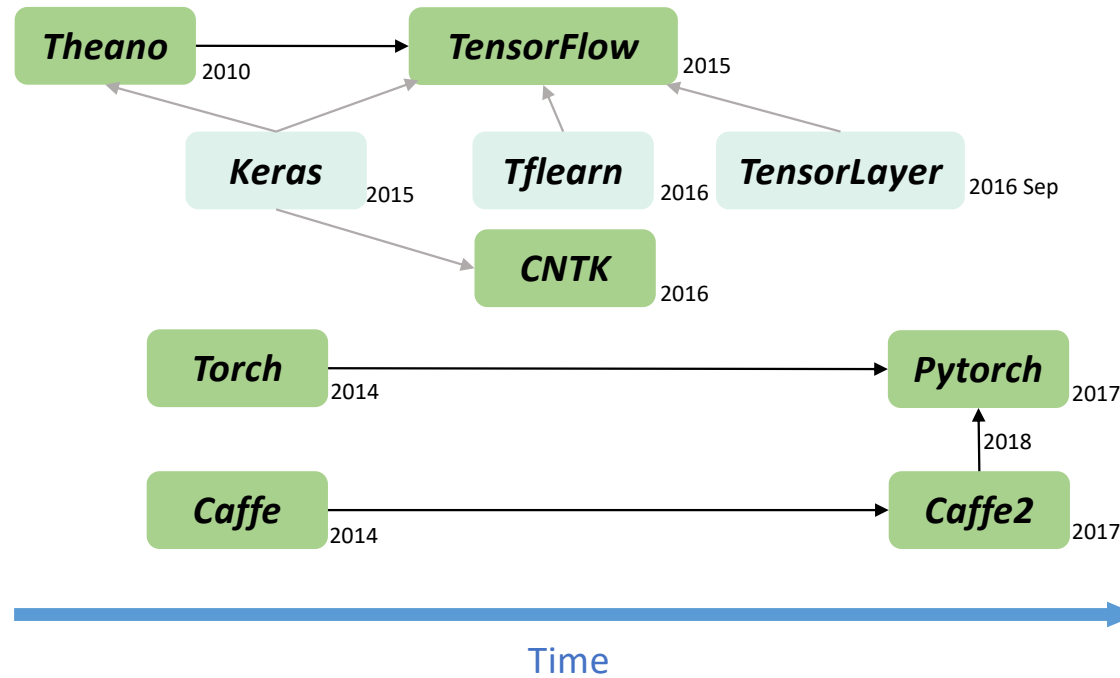 Theano
2010
TensorFlow
2015
Keras
2015
Tflearn
2016
TensorLayer
2016 Sep
CNTK
2016
Torch
2014
Pytorch
2017
2018
Caffe
2014
Caffe2
2017
Time